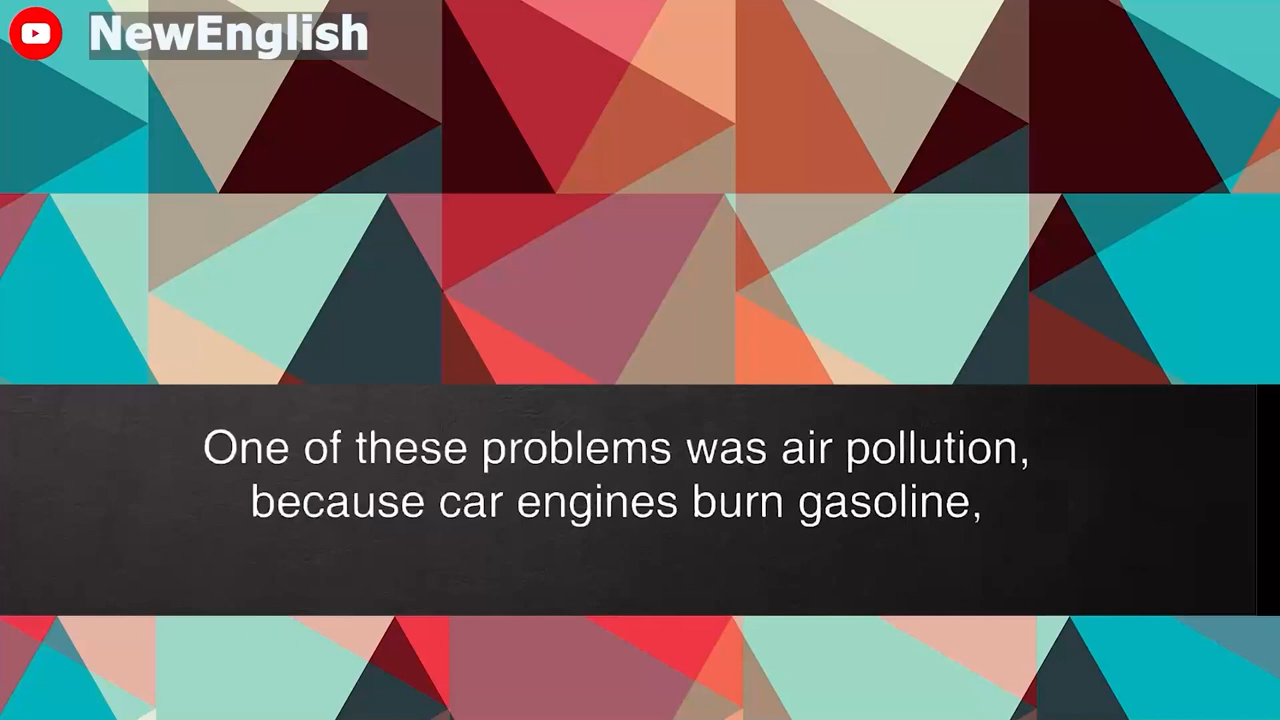 NewEnglish
One of these problems was air pollution,
because car engines burn gasoline,